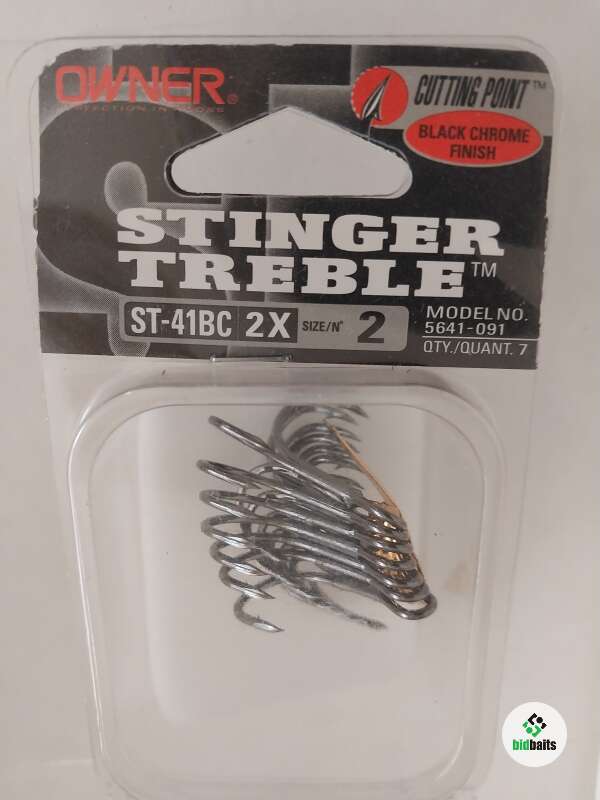 OWNER®
CUTTING POINT™
BLACK CHROME
FINISH
STINGER
TREBLE™
ST-41BC 2X SIZE/N° 2
MODEL NO.
5641-091
QTY./QUANT. 7
bidbaits